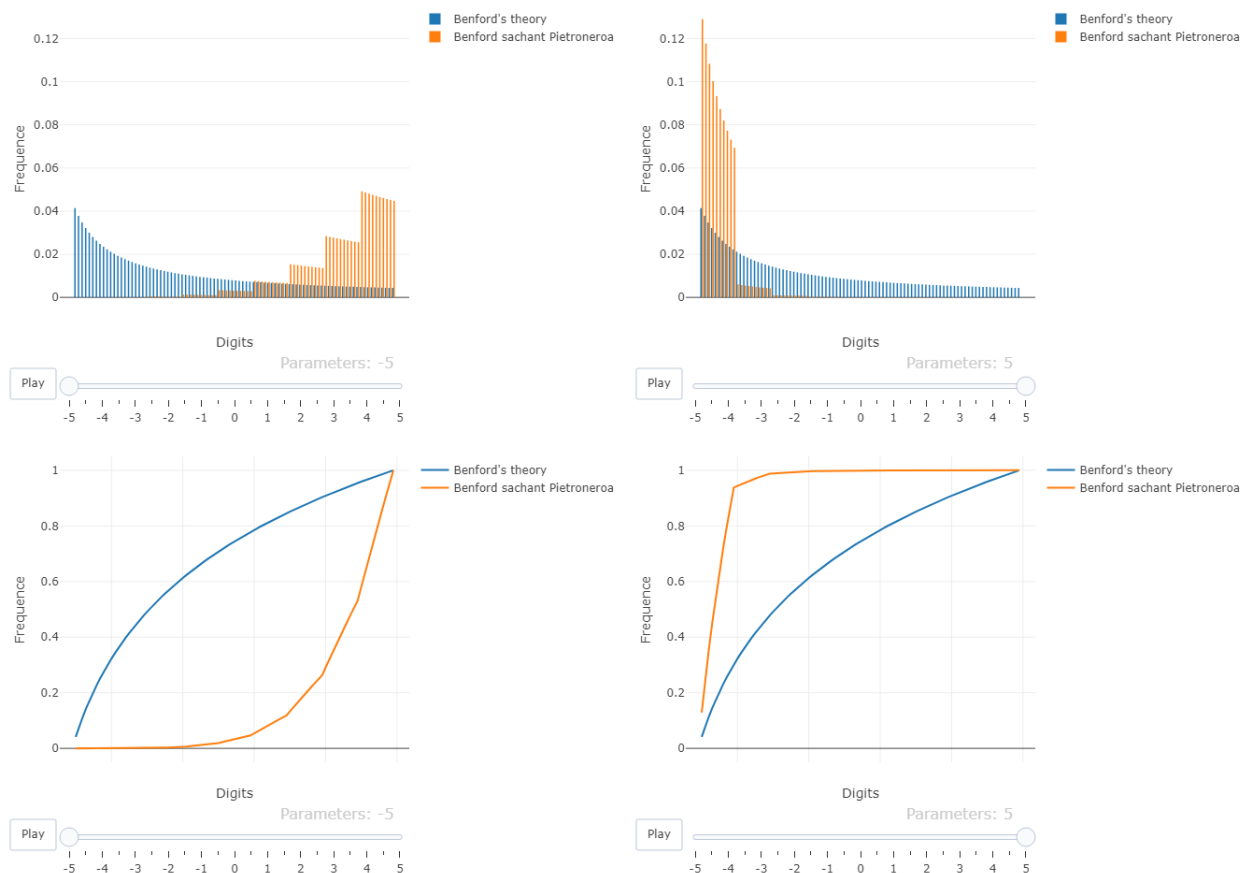 Benford's theory
Benford sachant Pietroneroa
0.12
0.1
0.08
0.06
0.04
0.02
0
Frequence
Digits
Parameters: -5
Play
-5 -4 -3 -2 -1 0 1 2 3 4 5
Benford's theory
Benford sachant Pietroneroa
0.12
0.1
0.08
0.06
0.04
0.02
0
Frequence
Digits
Parameters: 5
Play
-5 -4 -3 -2 -1 0 1 2 3 4 5
Benford's theory
Benford sachant Pietroneroa
1
0.8
0.6
0.4
0.2
0
Frequence
Digits
Parameters: -5
Play
-5 -4 -3 -2 -1 0 1 2 3 4 5
Benford's theory
Benford sachant Pietroneroa
1
0.8
0.6
0.4
0.2
0
Frequence
Digits
Parameters: 5
Play
-5 -4 -3 -2 -1 0 1 2 3 4 5